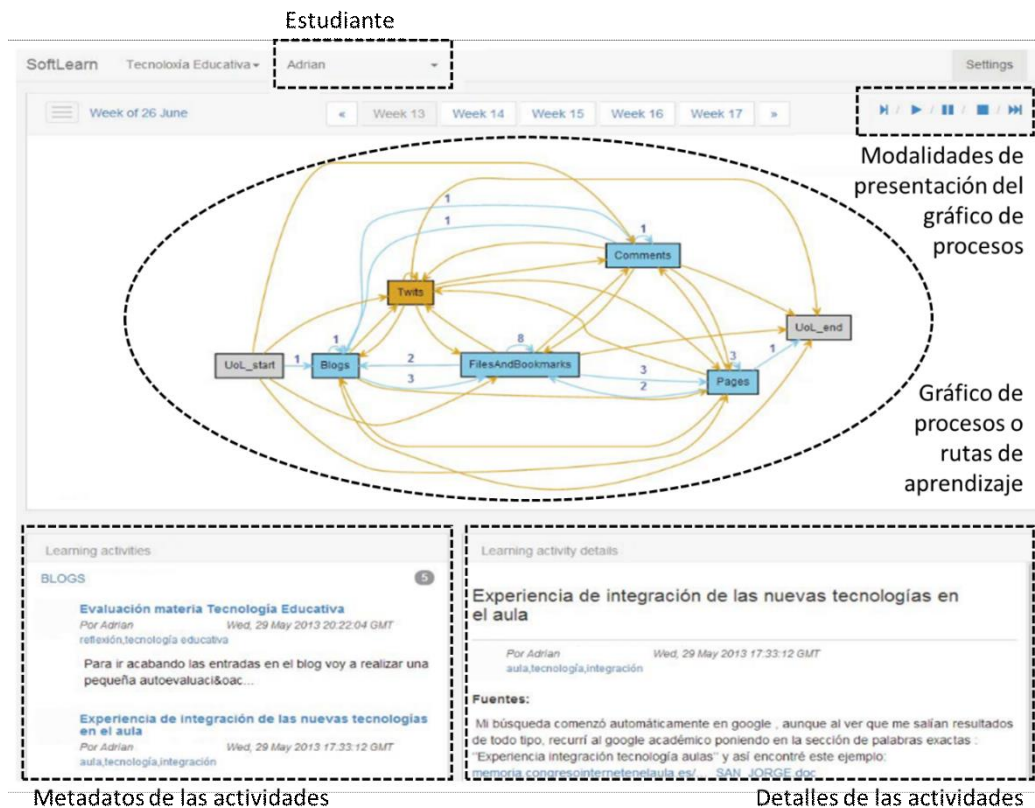 Estudiante
SoftLearn Tecnoloxía Educativa Adrian Settings
Week of 26 June « Week 13 Week 14 Week 15 Week 16 Week 17 »
Modalidades de
presentación del
gráfico de
procesos
1
1
1
Comments
Twits
UoL_end
1
8
3
1
UoL_start
1
Blogs
2
FilesAndBookmarks
3
3
2
Pages
Gráfico de
procesos o
rutas de
aprendizaje
Learning activities
BLOGS 5
Evaluación materia Tecnología Educativa
Por Adrian Wed, 29 May 2013 20:22:04 GMT
reflexión,tecnología educativa
Para ir acabando las entradas en el blog voy a realizar una
pequeña autoevaluaci&oac...
Experiencia de integración de las nuevas tecnologías
en el aula
Por Adrian Wed, 29 May 2013 17:33:12 GMT
aula,tecnología,integración
Metadatos de las actividades
Learning activity details
Experiencia de integración de las nuevas tecnologías en
el aula
Por Adrian Wed, 29 May 2013 17:33:12 GMT
aula,tecnología,integración
Fuentes:
Mi búsqueda comenzó automáticamente en google , aunque al ver que me salían resultados
de todo tipo, recurrí al google académico poniendo en la sección de palabras exactas :
"Experiencia integración tecnología aulas" y así encontré este ejemplo:
memoria.congresointernetenelaula.es/... SAN_JORGE.doc
Detalles de las actividades